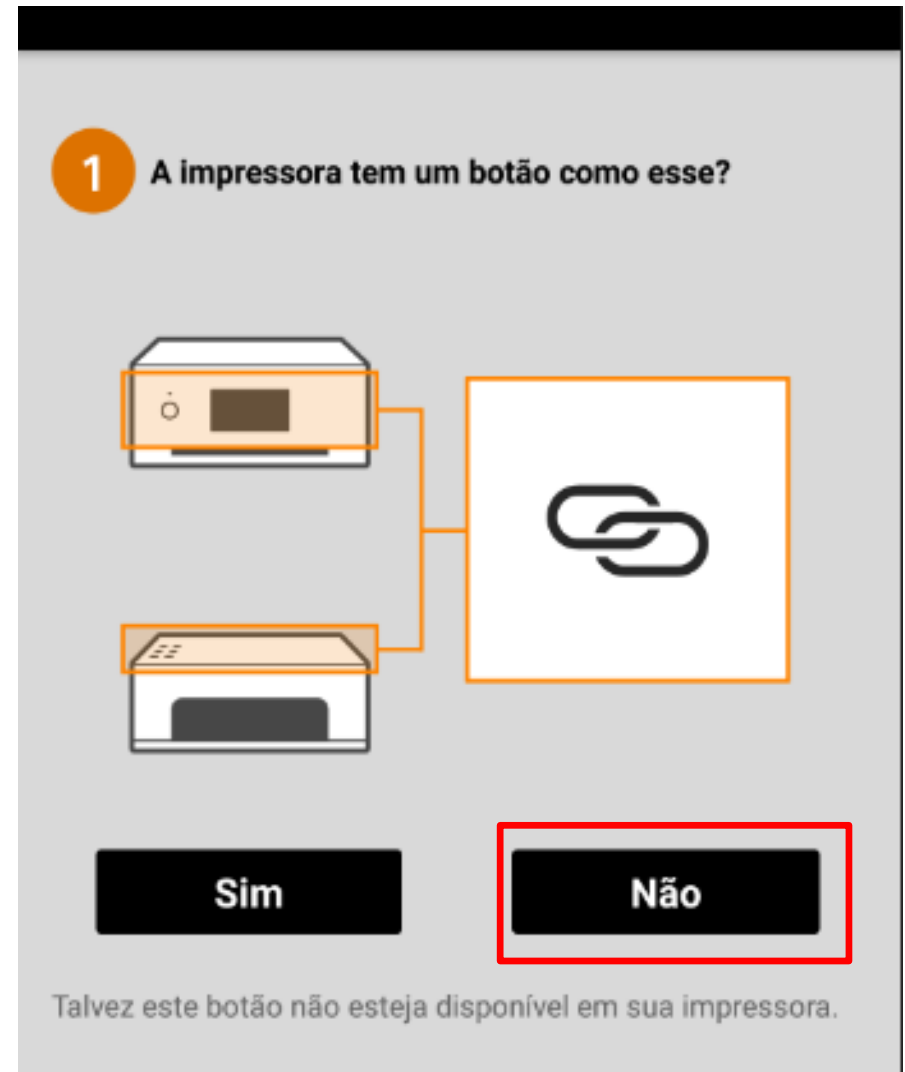 1
A impressora tem um botão como esse?
Sim
Não
Talvez este botão não esteja disponível em sua impressora.